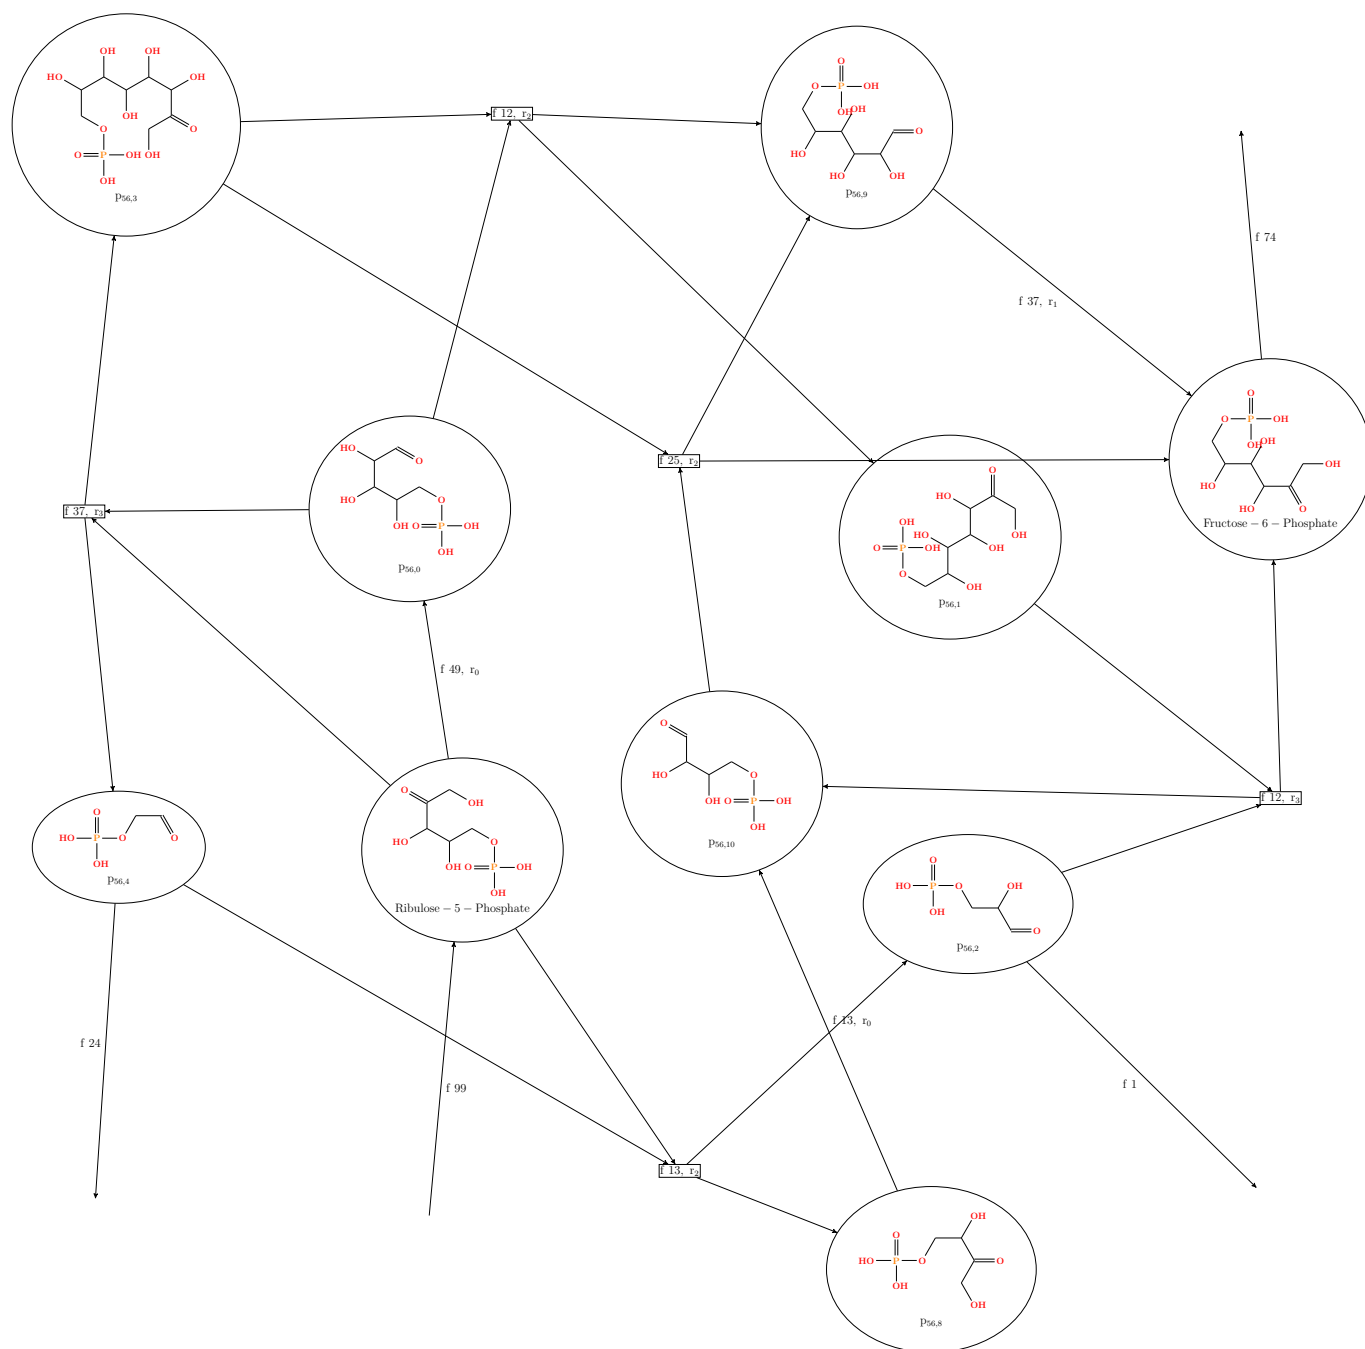 OH
OH
HO
OH
OH
O
O
P
OH
OH
O
OH
p56,3
f 12, r2
O
O
P
OH
OH
OH
O
HO
HO
OH
p56,9
f 74
f 37, r1
HO
O
HO
O
OH
O
P
OH
OH
p56,0
f 25, r2
f 37, r3
O
HO
OH
OH
HO
OH
O
P
OH
O
OH
p56,1
O
O
P
OH
OH
OH
OH
HO
HO
O
Fructose − 6 − Phosphate
f 49, r0
O
HO
O
OH
O
P
OH
OH
p56,10
f 12, r3
O
HO
P
O
O
OH
p56,4
O
OH
HO
O
OH
O
P
OH
OH
Ribulose − 5 − Phosphate
O
HO
P
O
OH
OH
O
p56,2
f 24
f 99
f 13, r0
f 1
f 13, r2
OH
O
HO
P
O
O
OH
OH
p56,8